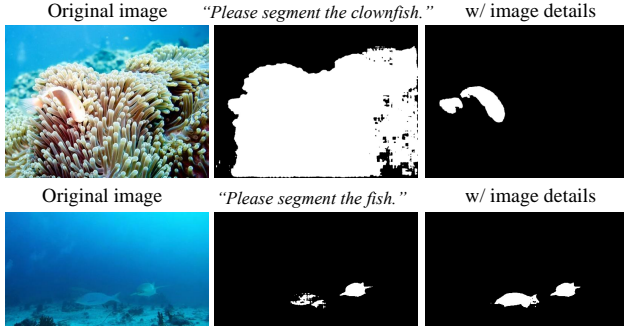 Original image
“Please segment the clownfish.”
w/ image details
Original image
“Please segment the fish.”
w/ image details